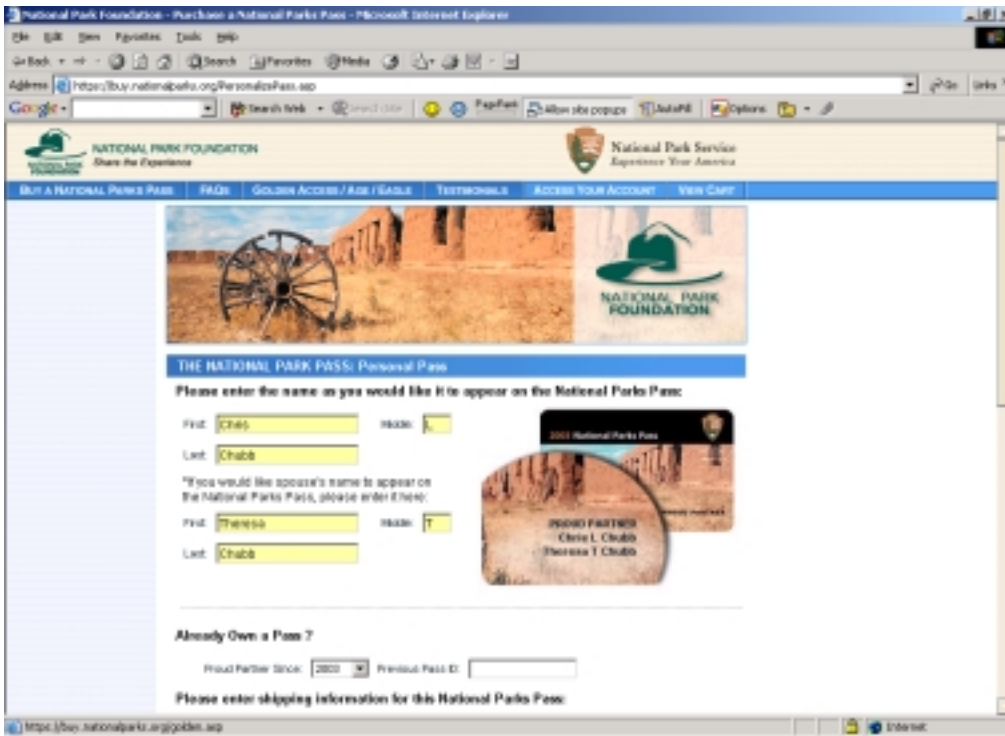 National Park Foundation - Purchase a National Parks Pass - Microsoft Internet Explorer
File Edit View Favorites Tools Help
Back Search Favorites Media
Address https://buy.nationalparks.org/PersonalizePass.asp Go Links
Google Search Web Search Site PageRank Allow site popups AutoFill Options
NATIONAL PARK FOUNDATION
Share the Experience
National Park Service
Experience Your America
BUY A NATIONAL PARKS PASS FAQS GOLDEN ACCESS / AGE / EAGLE TESTIMONIALS ACCESS YOUR ACCOUNT VIEW CART
NATIONAL PARK
FOUNDATION
THE NATIONAL PARK PASS: Personal Pass
Please enter the name as you would like it to appear on the National Parks Pass:
First: Chris Middle: L
Last: Chubb
*If you would like spouse's name to appear on
the National Parks Pass, please enter it here:
First: Theresa Middle: T
Last: Chubb
2003 National Parks Pass
PROUD PARTNER
PROUD PARTNER
Chris L Chubb
Theresa T Chubb
Already Own a Pass ?
Proud Partner Since: 2003 Previous Pass ID:
Please enter shipping information for this National Parks Pass:
https://buy.nationalparks.org/golden.asp Internet